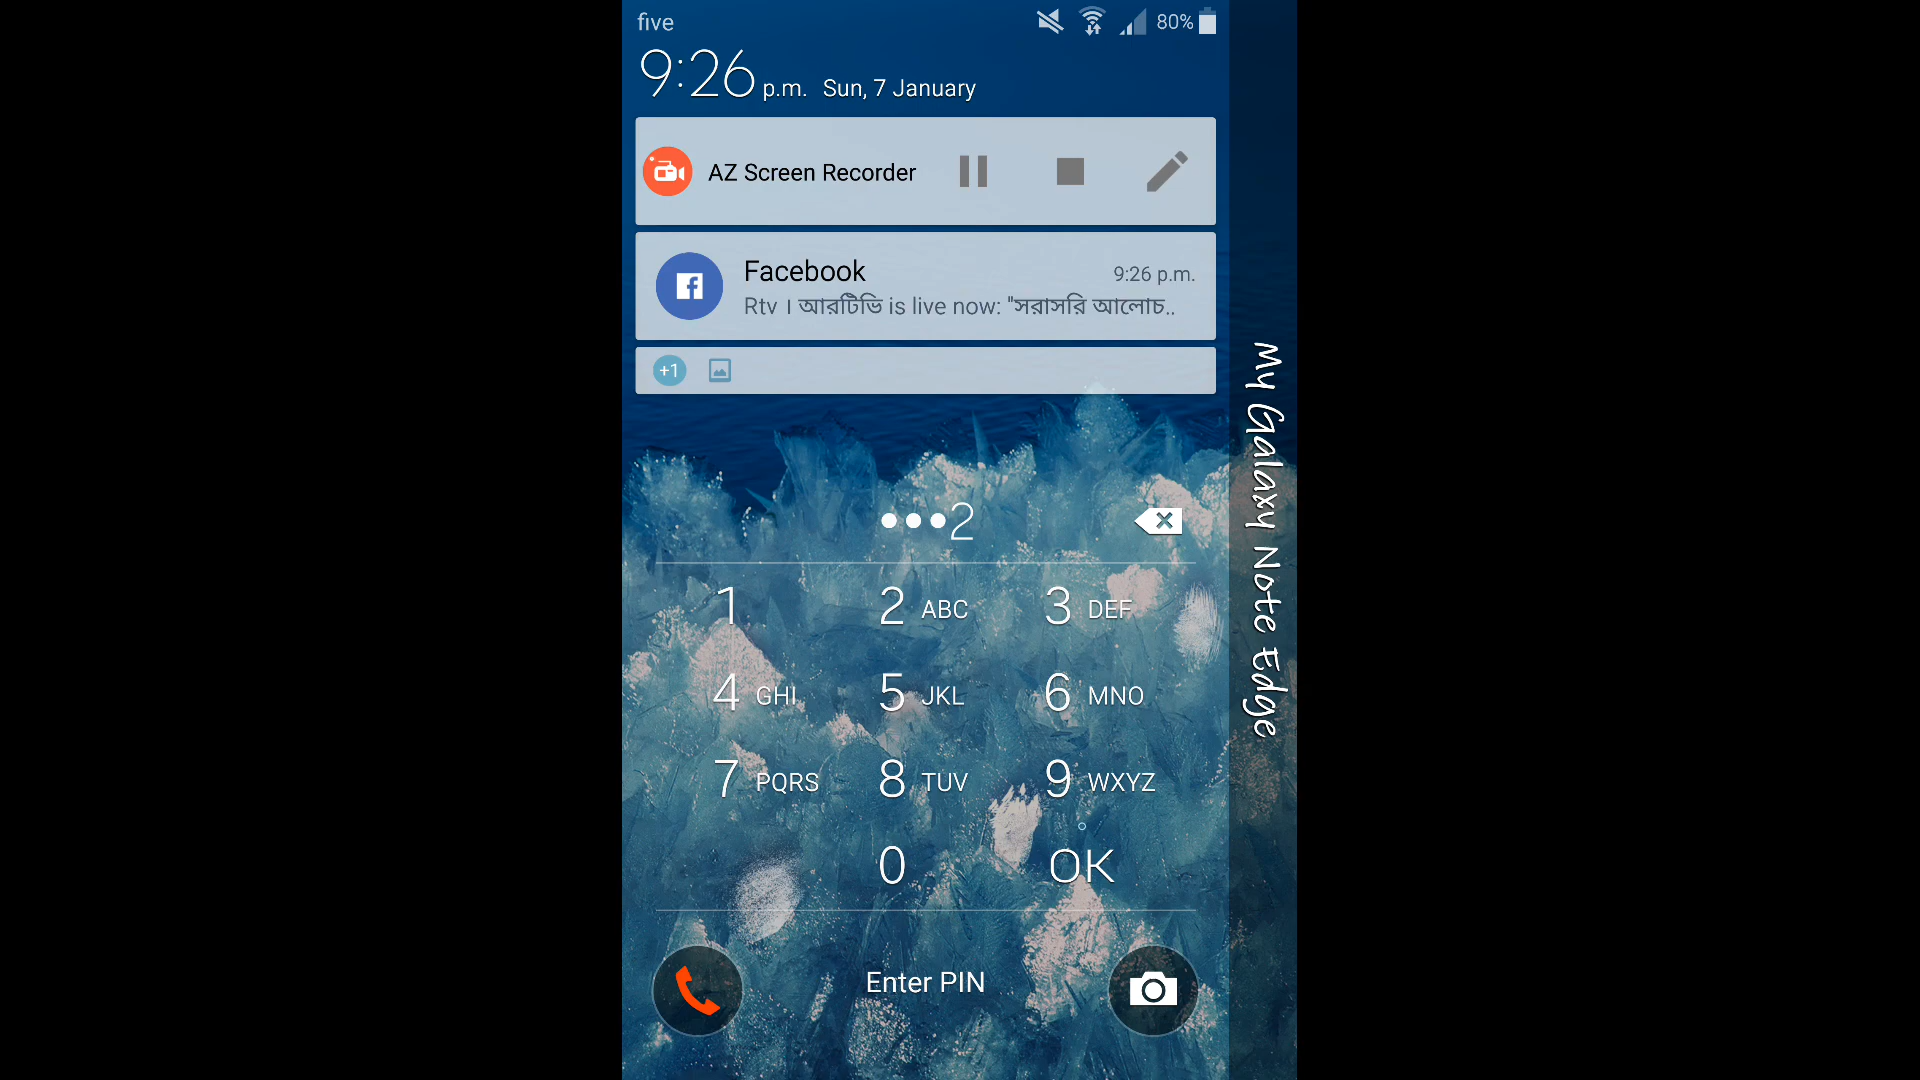 five 80%
9:26 p.m. Sun, 7 January
AZ Screen Recorder
Facebook 9:26 p.m.
Rtv । আরটিভি is live now: "সরাসরি আলোচ..
+1
•••2
1 2 ABC 3 DEF
4 GHI 5 JKL 6 MNO
7 PQRS 8 TUV 9 WXYZ
0 OK
Enter PIN
My Galaxy Note Edge